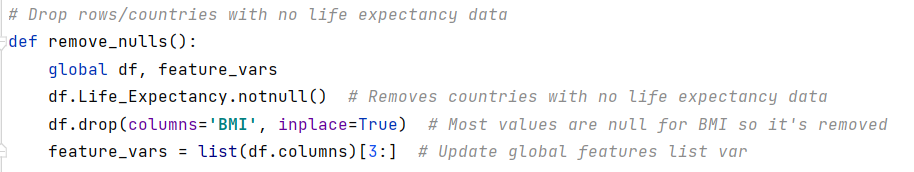 # Drop rows/countries with no life expectancy data
def remove_nulls():
    global df, feature_vars
    df.Life_Expectancy.notnull()  # Removes countries with no life expectancy data
    df.drop(columns='BMI', inplace=True)  # Most values are null for BMI so it's removed
    feature_vars = list(df.columns)[3:]  # Update global features list var